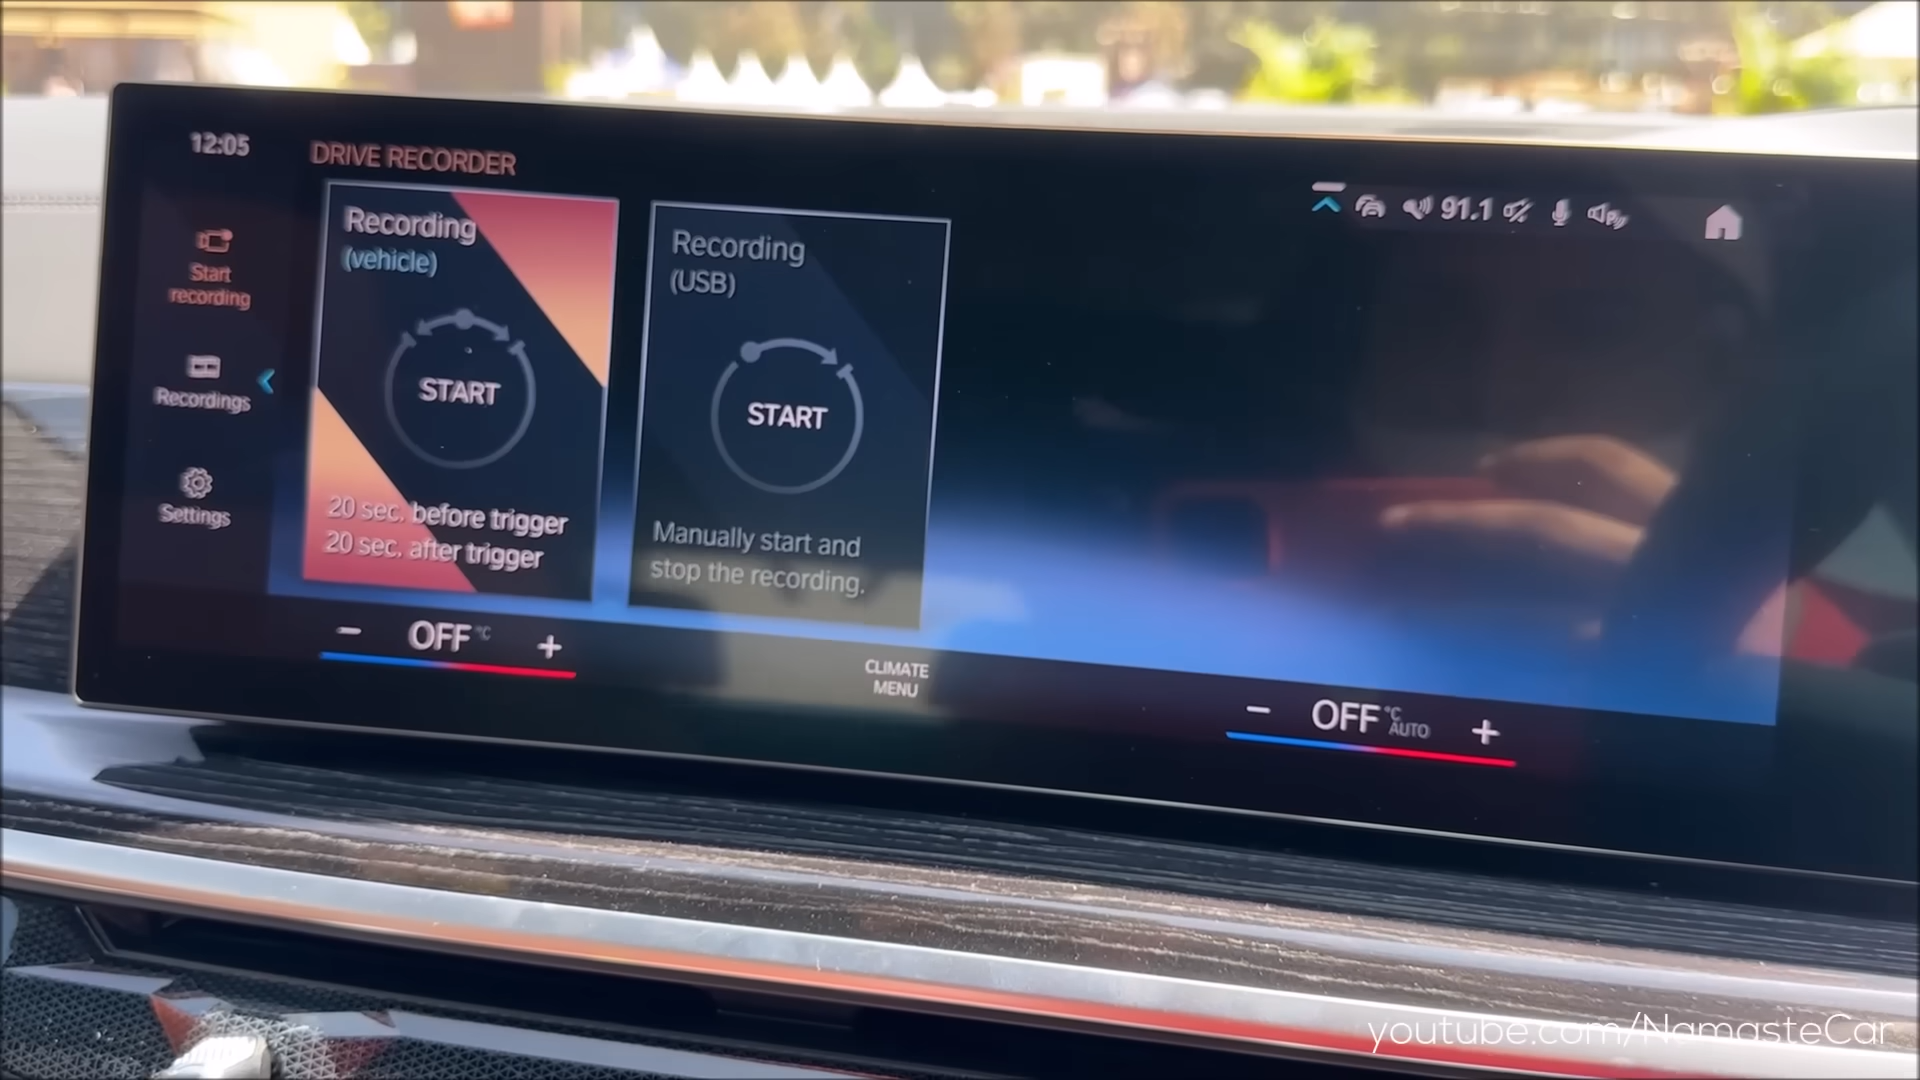 12:05
DRIVE RECORDER
91.1
Start
recording
Recordings
Settings
Recording
(vehicle)
START
20 sec. before trigger
20 sec. after trigger
Recording
(USB)
START
Manually start and
stop the recording.
− OFF °C +
CLIMATE
MENU
− OFF °C AUTO +
youtube.com/NamasteCar